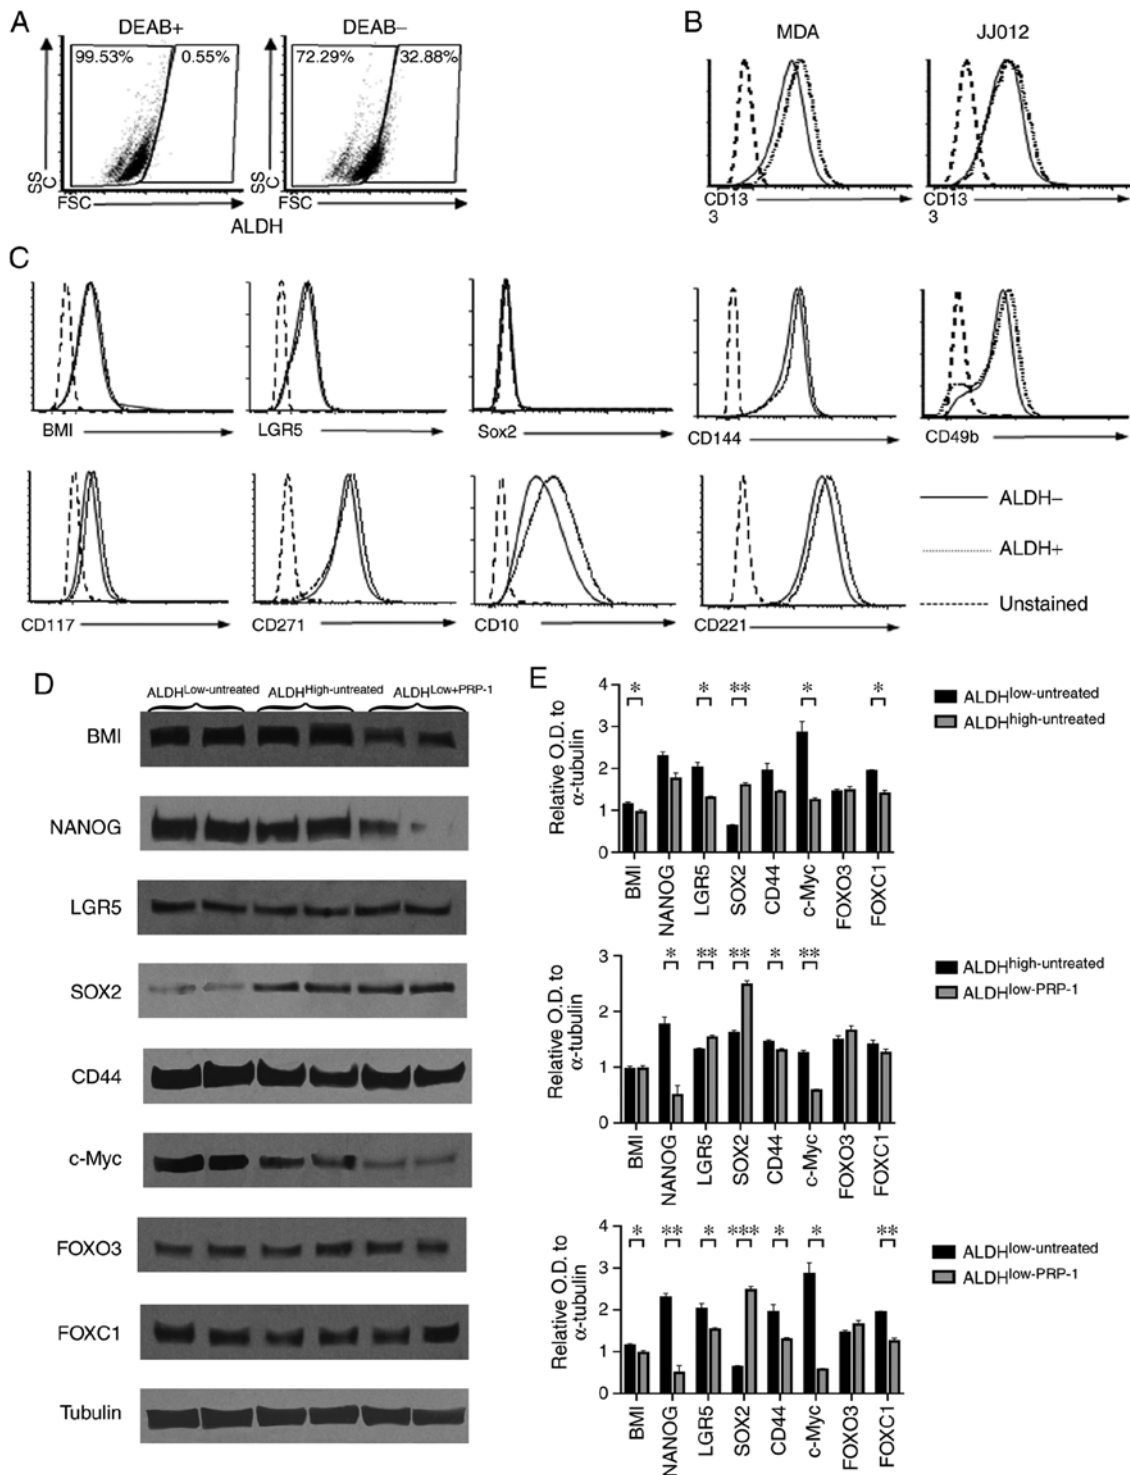 A
DEAB+
DEAB−
99.53%
0.55%
72.29%
32.88%
SS
C
SS
C
FSC
FSC
ALDH
B
MDA
JJ012
CD13
3
CD13
3
C
BMI
LGR5
Sox2
CD144
CD49b
CD117
CD271
CD10
CD221
ALDH−
ALDH+
Unstained
D
ALDHLow-untreated
ALDHHigh-untreated
ALDHLow+PRP-1
BMI
NANOG
LGR5
SOX2
CD44
c-Myc
FOXO3
FOXC1
Tubulin
E
Relative O.D. to
α-tubulin
4
3
2
1
0
* * ** * *
BMI
NANOG
LGR5
SOX2
CD44
c-Myc
FOXO3
FOXC1
ALDHlow-untreated
ALDHhigh-untreated
Relative O.D. to
α-tubulin
3
2
1
0
* ** ** * **
BMI
NANOG
LGR5
SOX2
CD44
c-Myc
FOXO3
FOXC1
ALDHhigh-untreated
ALDHlow-PRP-1
Relative O.D. to
α-tubulin
4
3
2
1
0
* ** * *** * * **
BMI
NANOG
LGR5
SOX2
CD44
c-Myc
FOXO3
FOXC1
ALDHlow-untreated
ALDHlow-PRP-1